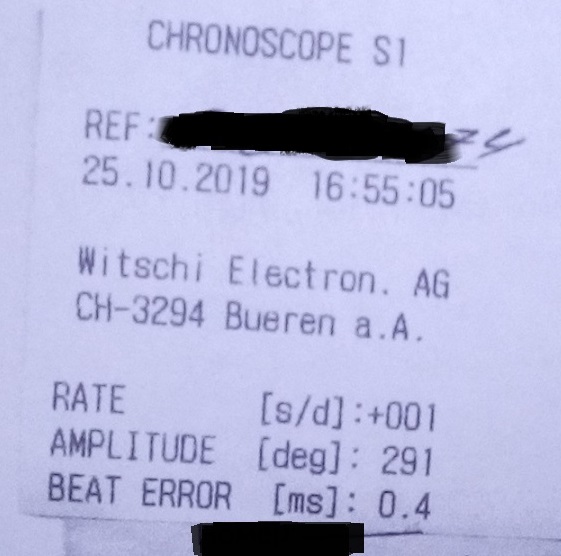 CHRONOSCOPE S1
REF:
25.10.2019 16:55:05
Witschi Electron. AG
CH-3294 Bueren a.A.
RATE [s/d]:+001
AMPLITUDE [deg]: 291
BEAT ERROR [ms]: 0.4